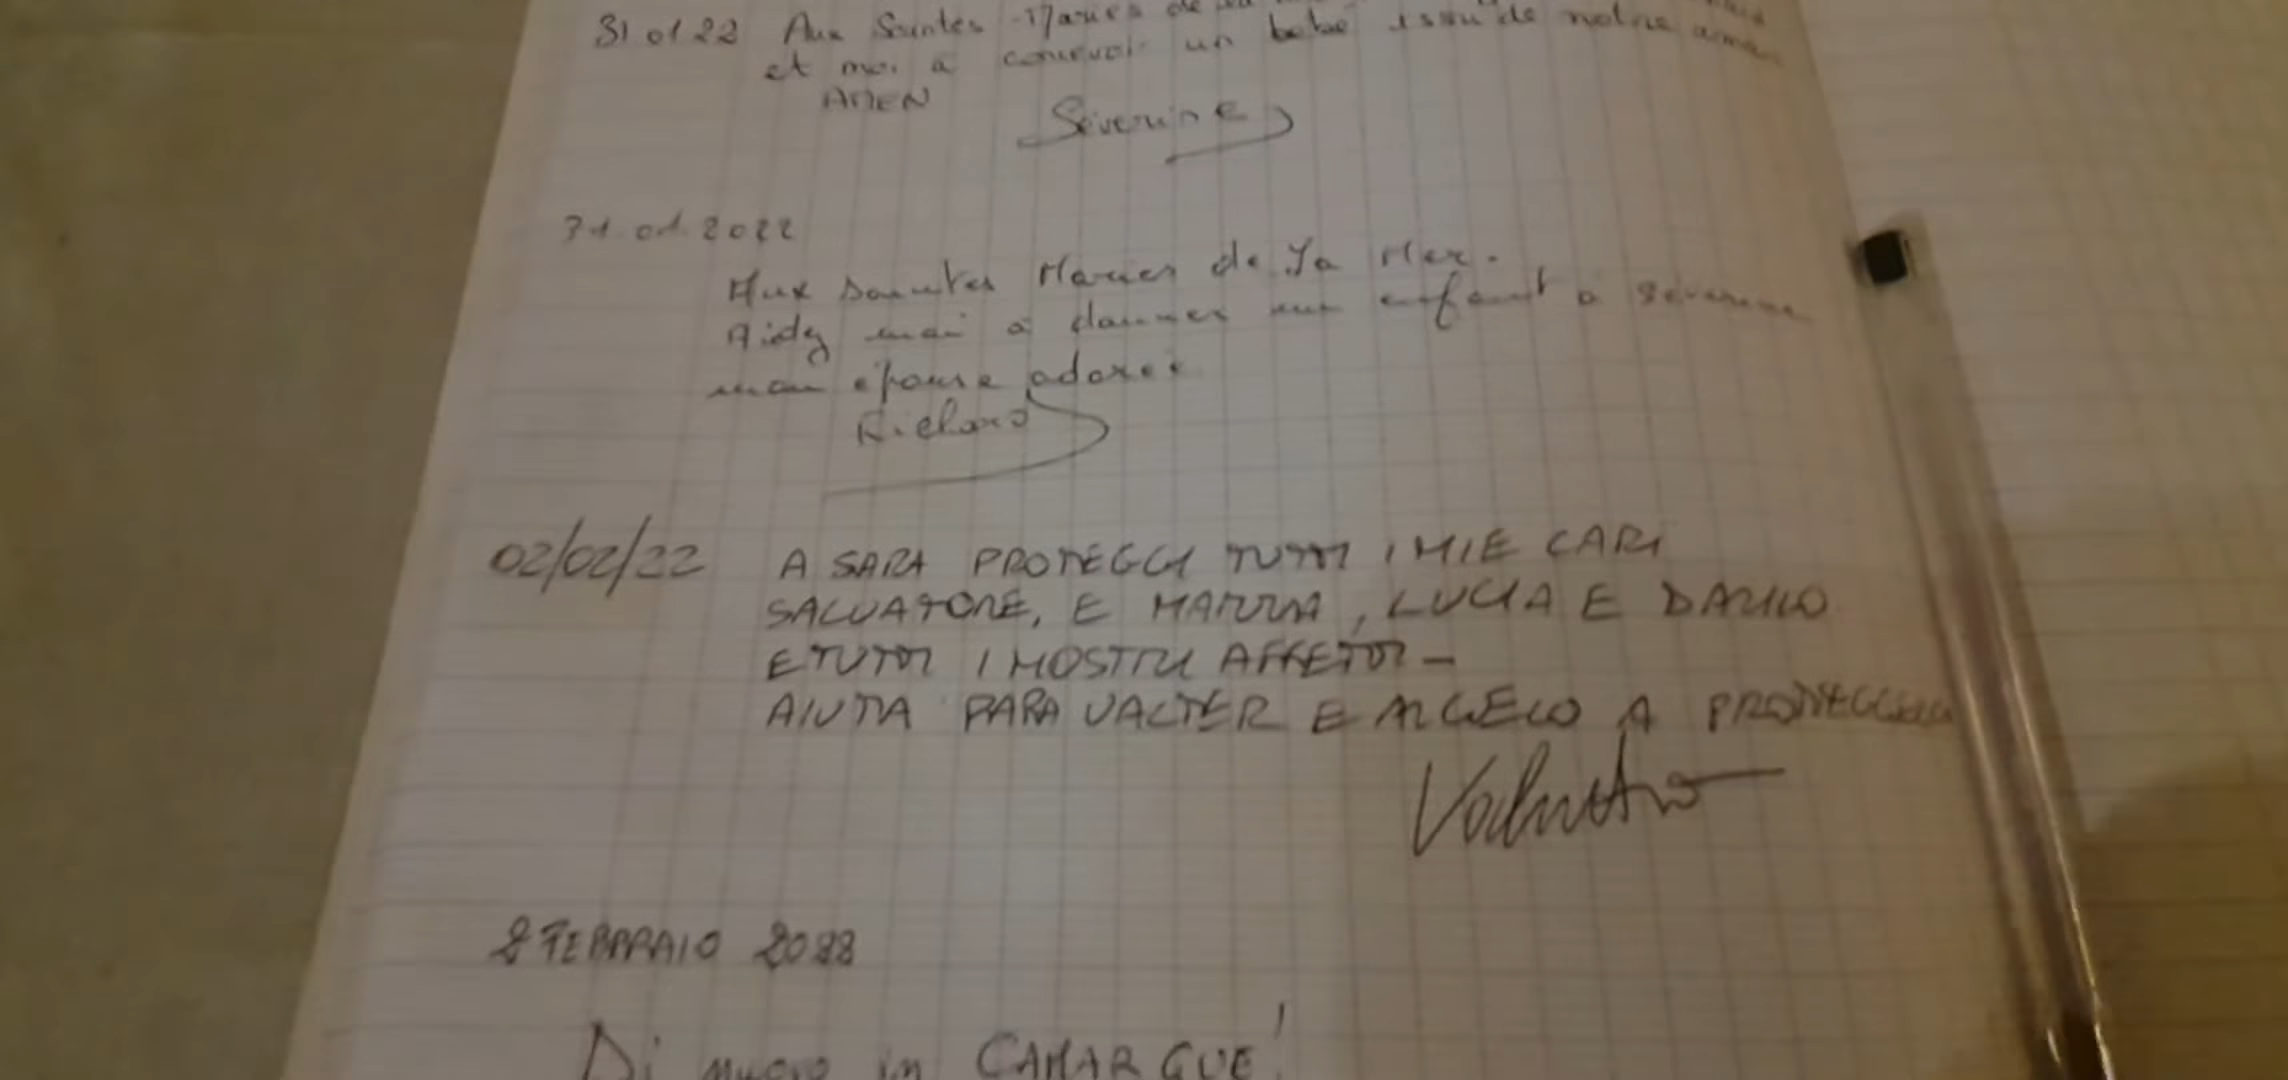 31 01 22 Aux Saintes-Maries de la
et moi à concevoir un bébé issu de notre amour
AMEN
Séverine
31 01 2022
Aux Saintes Maries de La Mer.
Aidez moi à donner un enfant à Séverine
mon épouse adorée
Richard
02/02/22 A SARA PROTEGGI TUTTI I MIE CARI
SALVATORE, E MARTINA, LUCIA E DANILO
E TUTTI I NOSTRI AFFETTI -
AIUTA PAPA VALTER E ANGELO A PROTEGGERCI
2 FEBBRAIO 2022
Di nuovo in CAMARGUE!